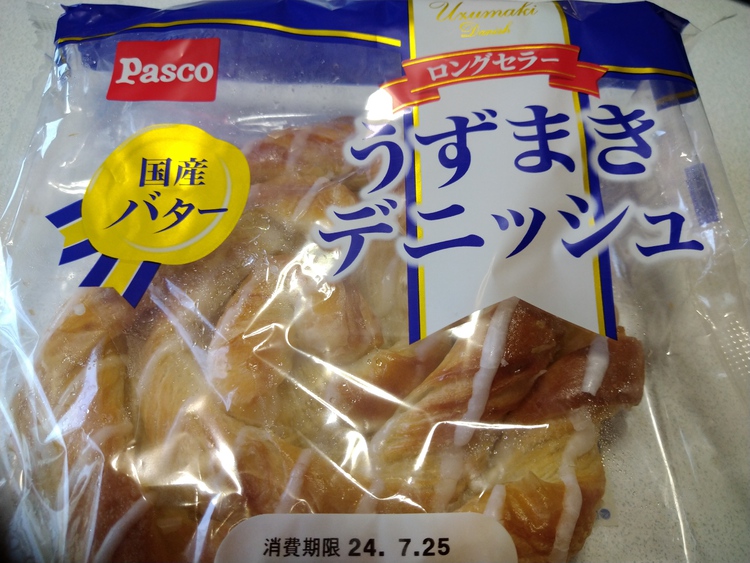 Uzumaki
Danish
Pasco
ロングセラー
国産
バター
うずまき
デニッシュ
消費期限 24. 7.25